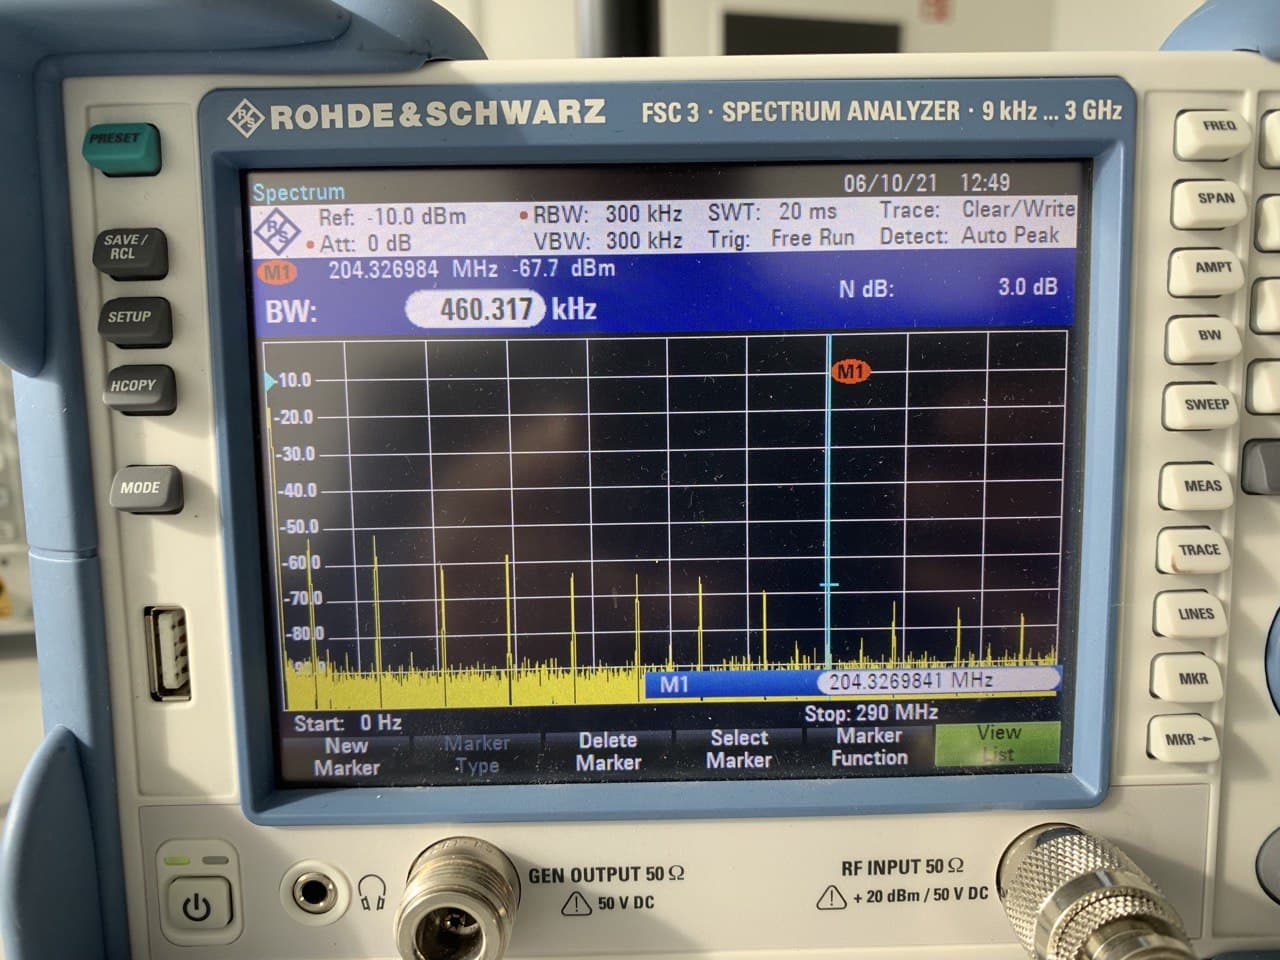 ROHDE&SCHWARZ FSC 3 · SPECTRUM ANALYZER · 9 kHz ... 3 GHz
PRESET
SAVE /
RCL
SETUP
HCOPY
MODE
Spectrum 06/10/21 12:49
Ref: -10.0 dBm RBW: 300 kHz SWT: 20 ms Trace: Clear/Write
Att: 0 dB VBW: 300 kHz Trig: Free Run Detect: Auto Peak
M1 204.326984 MHz -67.7 dBm
BW: 460.317 kHz N dB: 3.0 dB
M1
-10.0
-20.0
-30.0
-40.0
-50.0
-60.0
-70.0
-80.0
M1 204.3269841 MHz
Start: 0 Hz Stop: 290 MHz
New
Marker
Marker
Type
Delete
Marker
Select
Marker
Marker
Function
View
List
FREQ
SPAN
AMPT
BW
SWEEP
MEAS
TRACE
LINES
MKR
MKR→
GEN OUTPUT 50 Ω
50 V DC
RF INPUT 50 Ω
+ 20 dBm / 50 V DC